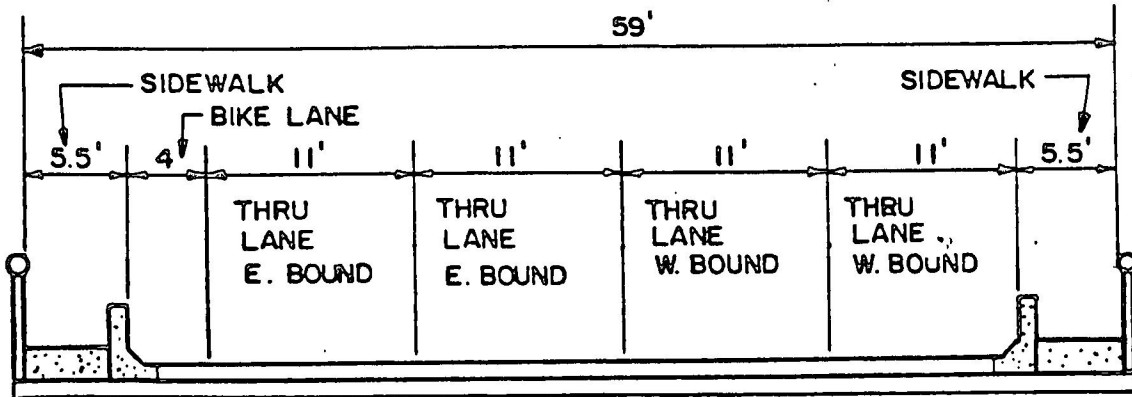 59'
SIDEWALK
SIDEWALK
BIKE LANE
5.5' 4' 11' 11' 11' 11' 5.5'
THRU
LANE
E. BOUND
THRU
LANE
E. BOUND
THRU
LANE
W. BOUND
THRU
LANE
W. BOUND